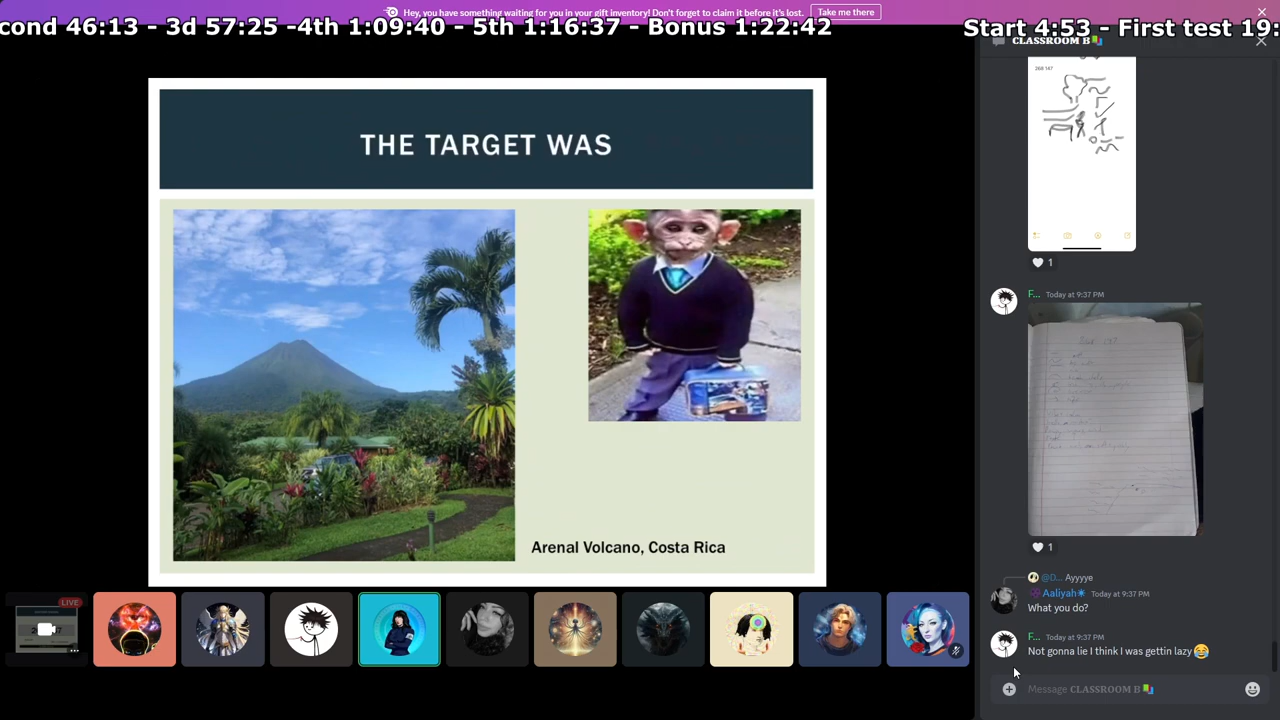 Hey, you have something waiting for you in your gift inventory! Don't forget to claim it before it's lost.
Take me there
cond 46:13 - 3d 57:25 -4th 1:09:40 - 5th 1:16:37 - Bonus 1:22:42
Start 4:53 - First test 19:
CLASSROOM B
THE TARGET WAS
Arenal Volcano, Costa Rica
268 147
1
F... Today at 9:37 PM
1
@D... Ayyyye
Aaliyah Today at 9:37 PM
What you do?
F... Today at 9:37 PM
Not gonna lie I think I was gettin lazy😂
Message CLASSROOM B
LIVE